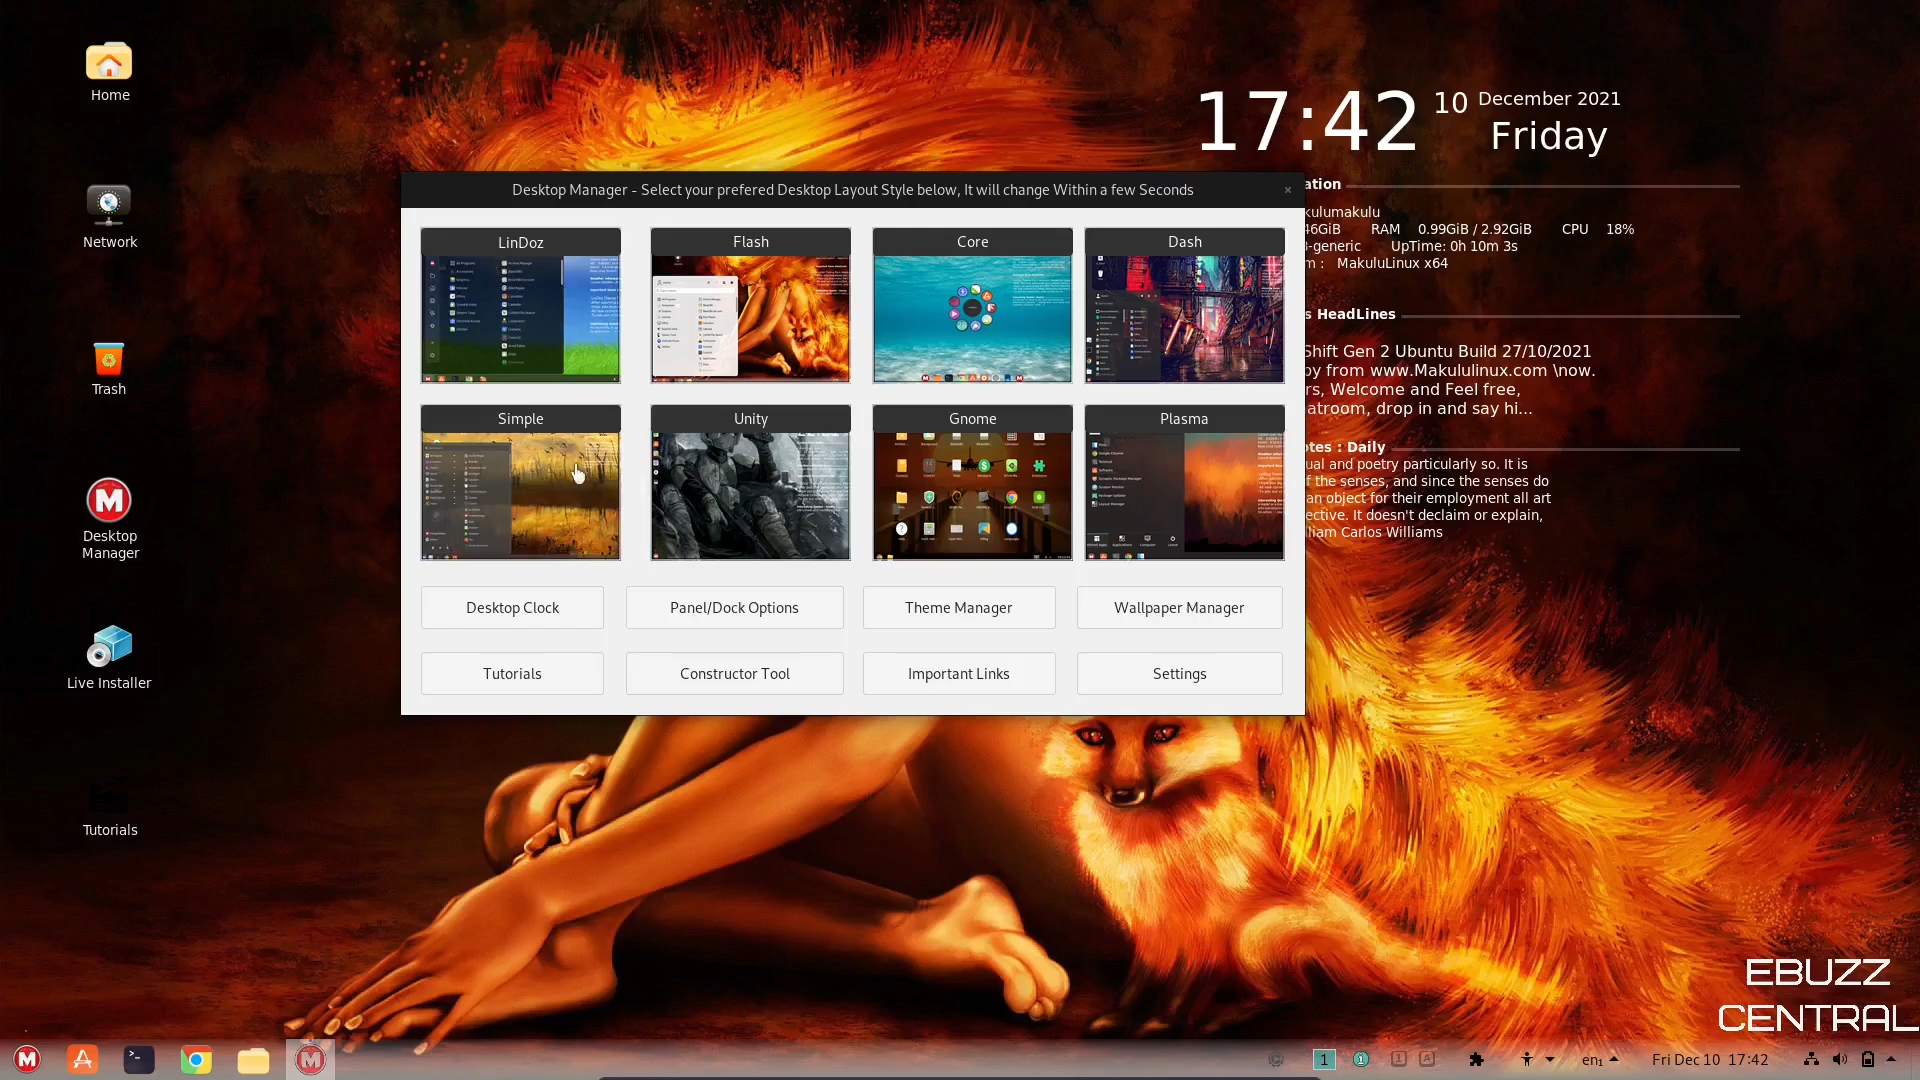 Home
Network
Trash
Desktop
Manager
Live Installer
Tutorials
17:42 10 December 2021
Friday
Desktop Manager - Select your prefered Desktop Layout Style below, It will change Within a few Seconds
LinDoz
Flash
Core
Dash
Simple
Unity
Gnome
Plasma
Desktop Clock
Panel/Dock Options
Theme Manager
Wallpaper Manager
Tutorials
Constructor Tool
Important Links
Settings
ation
kulumakulu
46GiB RAM 0.99GiB / 2.92GiB CPU 18%
-generic UpTime: 0h 10m 3s
m : MakuluLinux x64
s HeadLines
Shift Gen 2 Ubuntu Build 27/10/2021
by from www.Makululinux.com \now.
rs, Welcome and Feel free,
atroom, drop in and say hi...
otes : Daily
ual and poetry particularly so. It is
f the senses, and since the senses do
an object for their employment all art
ective. It doesn't declaim or explain,
lliam Carlos Williams
EBUZZ
CENTRAL
1
en₁
Fri Dec 10 17:42